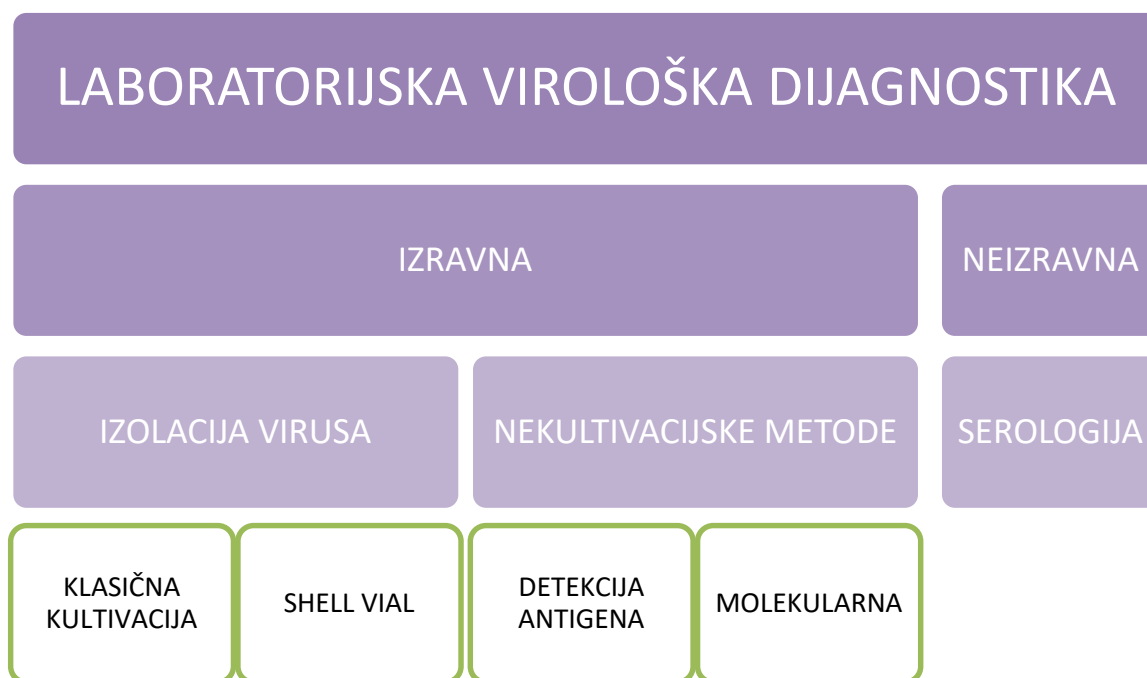 LABORATORIJSKA VIROLOŠKA DIJAGNOSTIKA
IZRAVNA
NEIZRAVNA
IZOLACIJA VIRUSA
NEKULTIVACIJSKE METODE
SEROLOGIJA
KLASIČNA
KULTIVACIJA
SHELL VIAL
DETEKCIJA
ANTIGENA
MOLEKULARNA